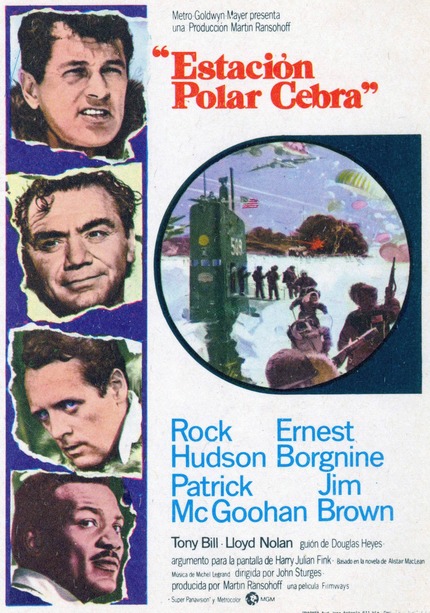 Metro Goldwyn Mayer presenta
una Producción Martin Ransohoff
“Estación
Polar Cebra”
569
Rock Ernest
Hudson Borgnine
Patrick Jim
McGoohan Brown
Tony Bill · Lloyd Nolan guión de Douglas Heyes ·
argumento para la pantalla de Harry Julian Fink · Basado en la novela de Alistar MacLean
Música de Michel Legrand dirigida por John Sturges
producida por Martin Ransohoff una película Filmways
· Super Panavisión y Metrocolor MGM